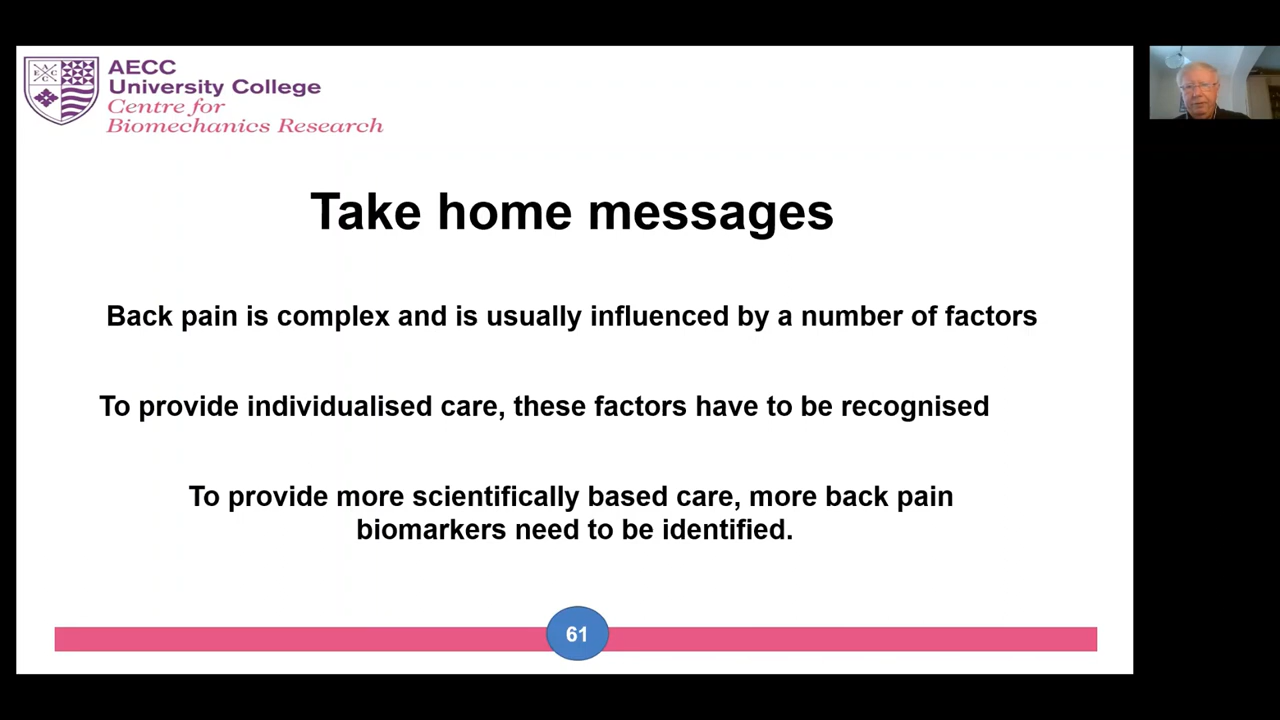 AECC
University College
Centre for
Biomechanics Research
Take home messages
Back pain is complex and is usually influenced by a number of factors
To provide individualised care, these factors have to be recognised
To provide more scientifically based care, more back pain
biomarkers need to be identified.
61